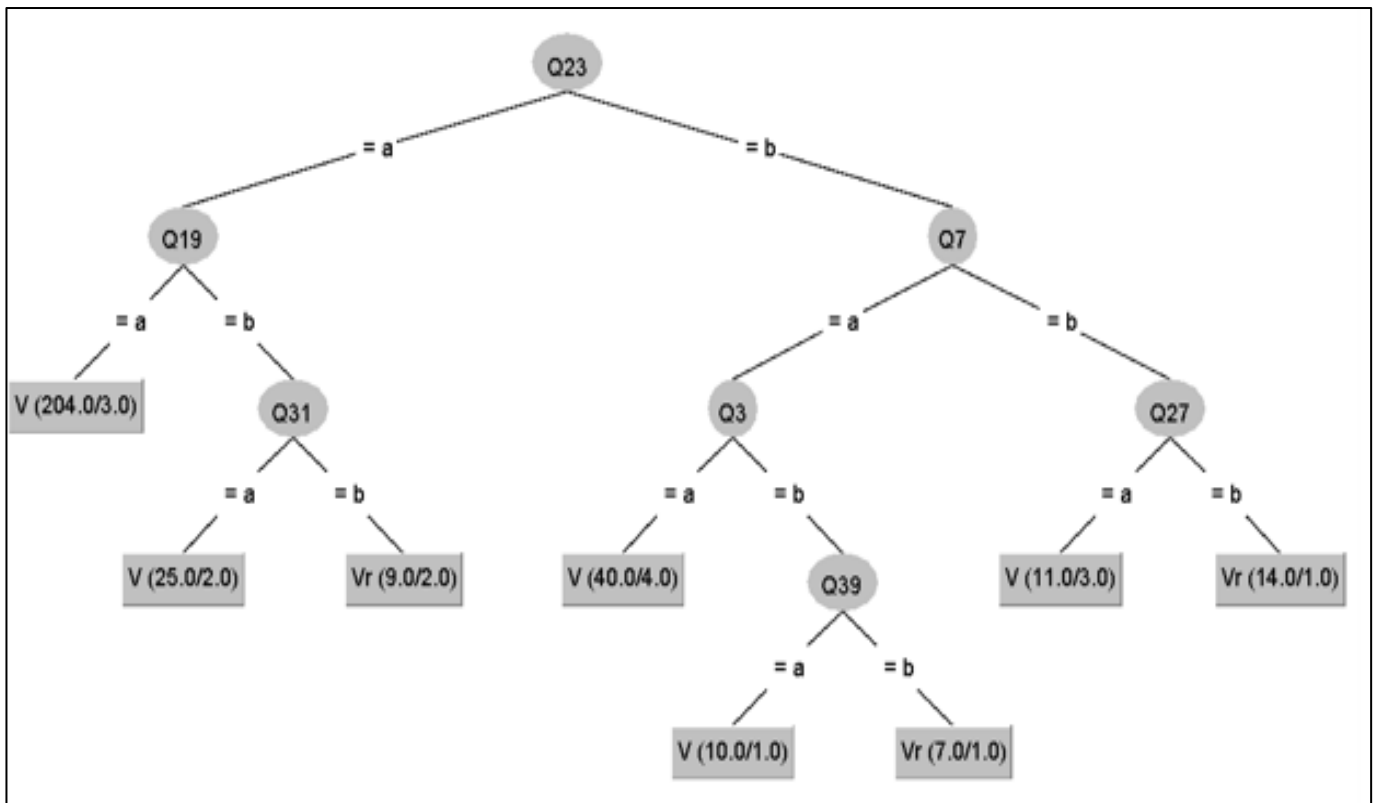 Q23
= a
= b
Q19
Q7
= a
= b
= a
= b
V (204.0/3.0)
Q31
Q3
Q27
= a
= b
= a
= b
= a
= b
V (25.0/2.0)
Vr (9.0/2.0)
V (40.0/4.0)
Q39
V (11.0/3.0)
Vr (14.0/1.0)
= a
= b
V (10.0/1.0)
Vr (7.0/1.0)